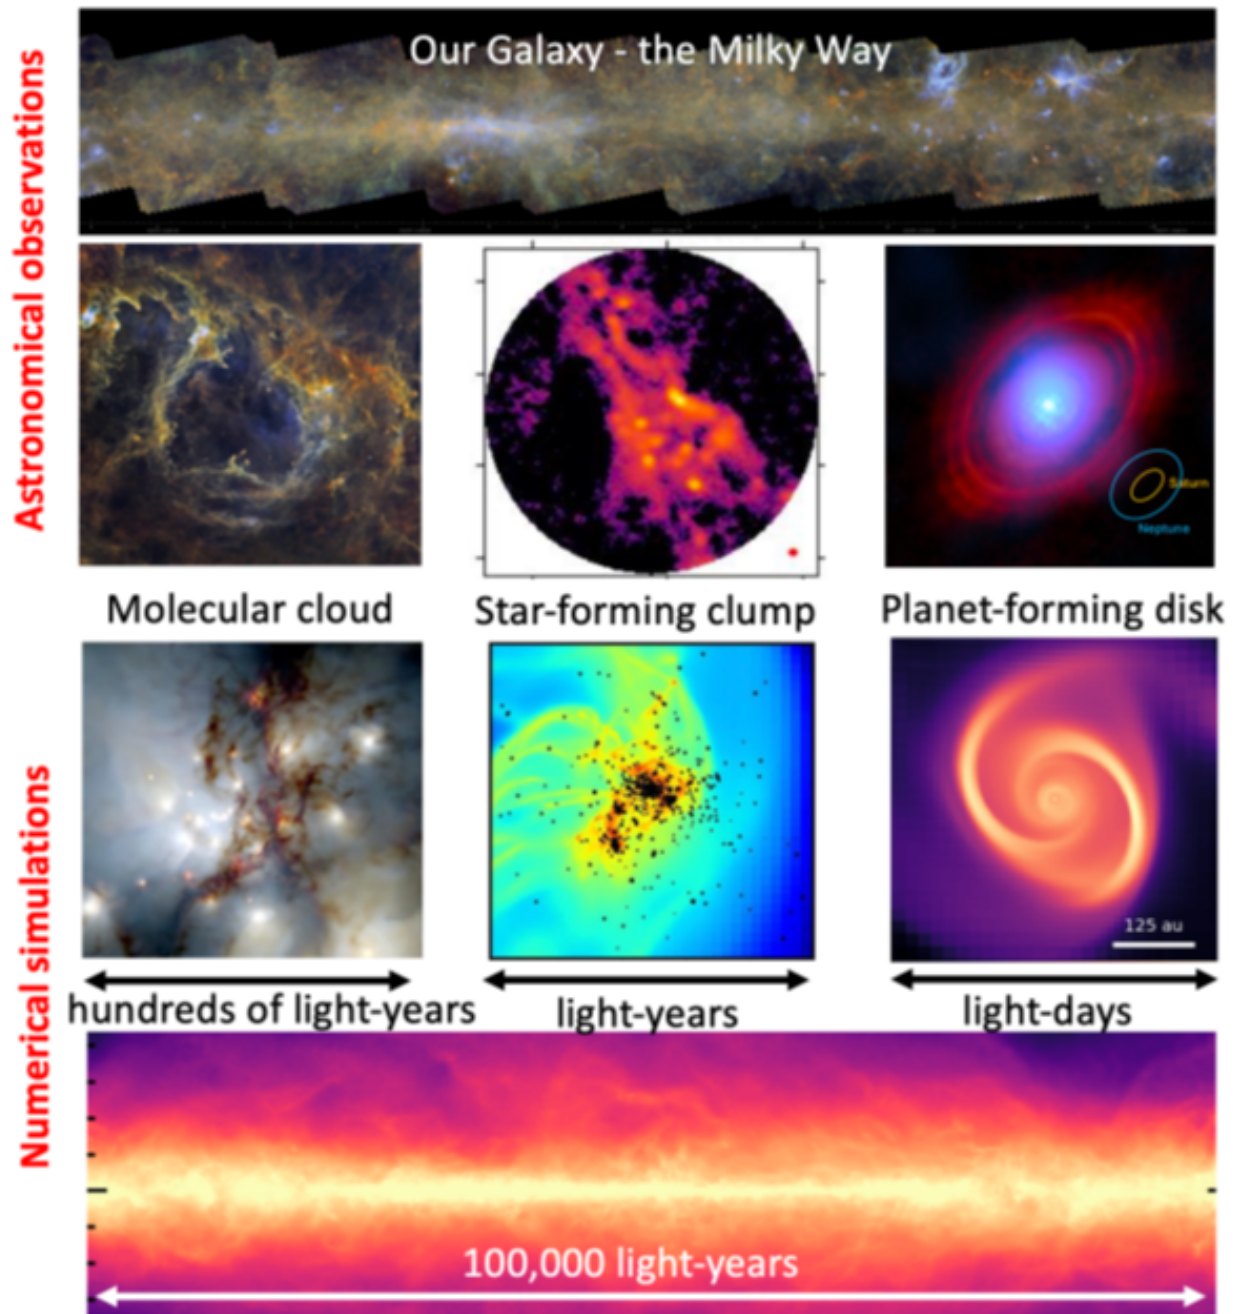 Astronomical observations
Our Galaxy - the Milky Way
Saturn
Neptune
Molecular cloud
Star-forming clump
Planet-forming disk
Numerical simulations
125 au
hundreds of light-years
light-years
light-days
100,000 light-years